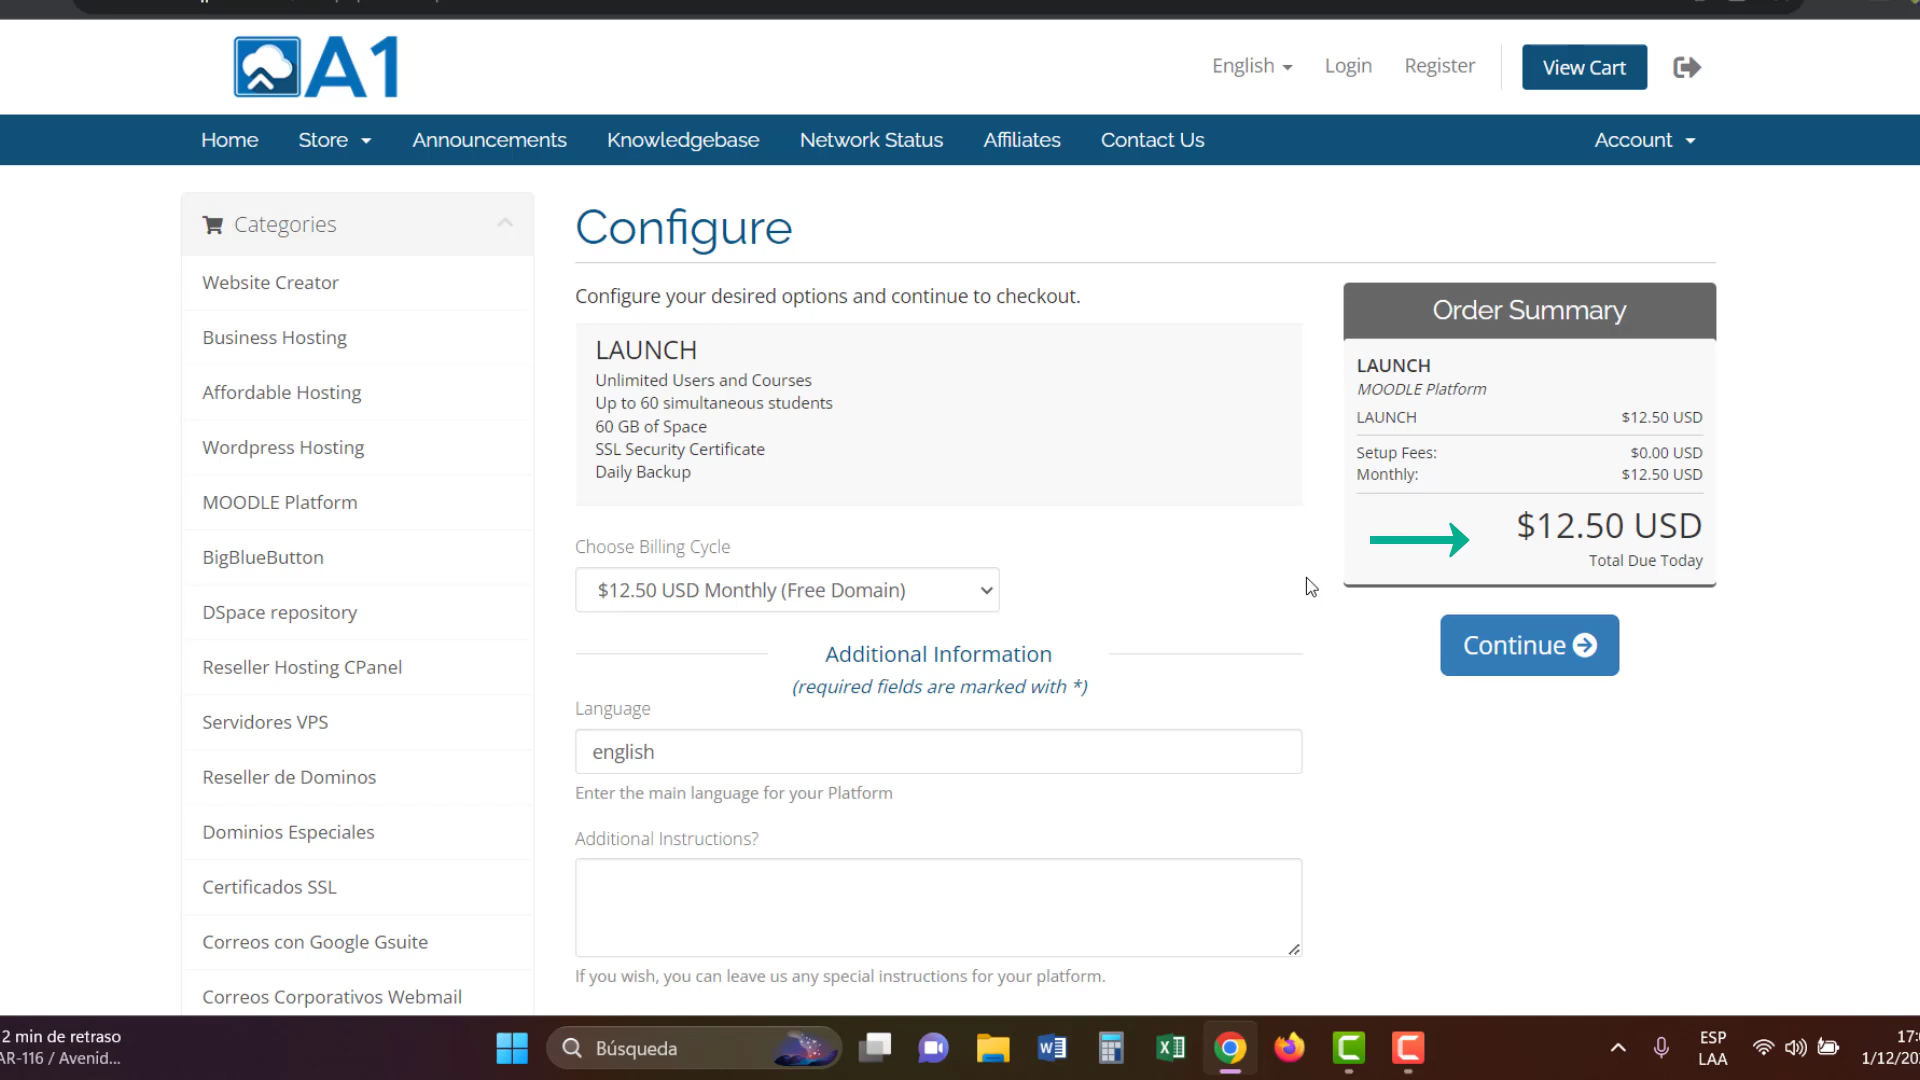 A1
English
Login
Register
View Cart
Home
Store
Announcements
Knowledgebase
Network Status
Affiliates
Contact Us
Account
Categories
Website Creator
Business Hosting
Affordable Hosting
Wordpress Hosting
MOODLE Platform
BigBlueButton
DSpace repository
Reseller Hosting CPanel
Servidores VPS
Reseller de Dominos
Dominios Especiales
Certificados SSL
Correos con Google Gsuite
Correos Corporativos Webmail
Configure
Configure your desired options and continue to checkout.
LAUNCH
Unlimited Users and Courses
Up to 60 simultaneous students
60 GB of Space
SSL Security Certificate
Daily Backup
Choose Billing Cycle
$12.50 USD Monthly (Free Domain)
Additional Information
(required fields are marked with *)
Language
english
Enter the main language for your Platform
Additional Instructions?
If you wish, you can leave us any special instructions for your platform.
Order Summary
LAUNCH
MOODLE Platform
LAUNCH $12.50 USD
Setup Fees: $0.00 USD
Monthly: $12.50 USD
$12.50 USD
Total Due Today
Continue
2 min de retraso
AR-116 / Avenid...
Búsqueda
ESP
LAA
17:
1/12/20